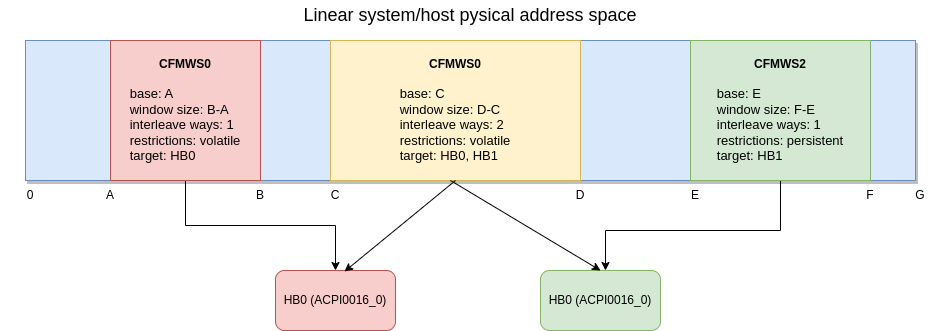 Linear system/host pysical address space
CFMWS0
base: A
window size: B-A
interleave ways: 1
restrictions: volatile
target: HB0
CFMWS0
base: C
window size: D-C
interleave ways: 2
restrictions: volatile
target: HB0, HB1
CFMWS2
base: E
window size: F-E
interleave ways: 1
restrictions: persistent
target: HB1
0
A
B
C
D
E
F
G
HB0 (ACPI0016_0)
HB0 (ACPI0016_0)